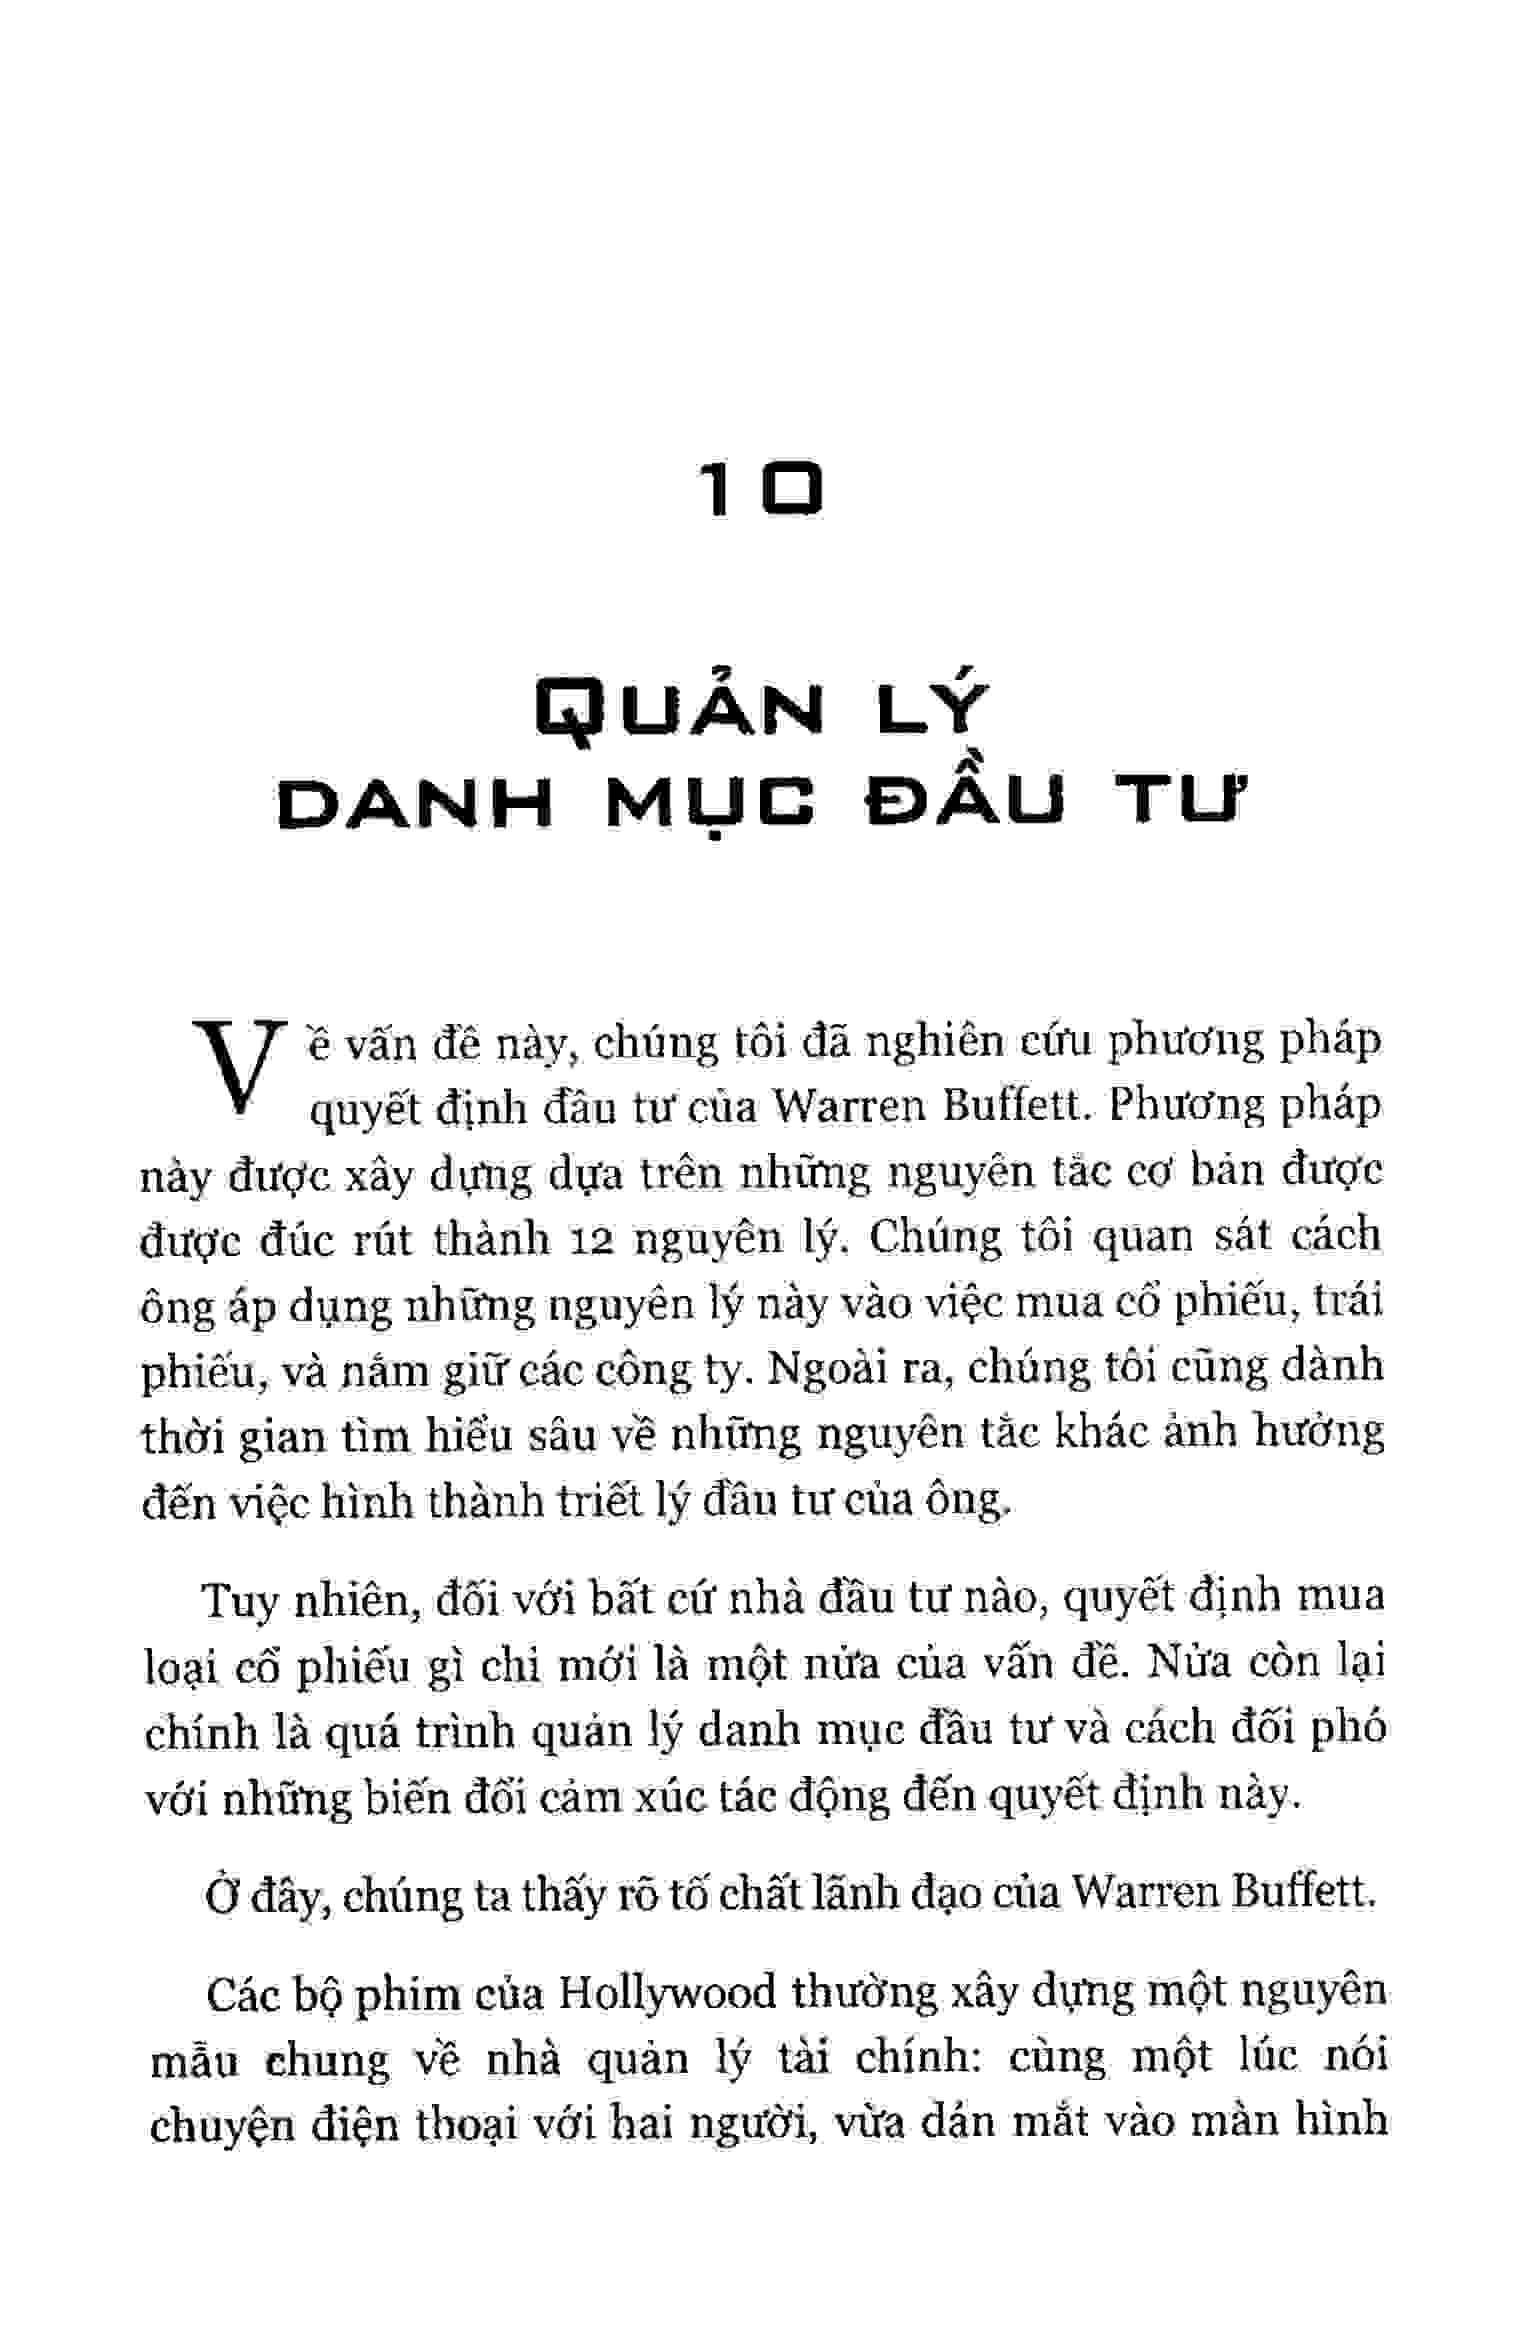 10
QUẢN LÝ
DANH MỤC ĐẦU TƯ
Về vấn đề này, chúng tôi đã nghiên cứu phương pháp
quyết định đầu tư của Warren Buffett. Phương pháp
này được xây dựng dựa trên những nguyên tắc cơ bản được
được đúc rút thành 12 nguyên lý. Chúng tôi quan sát cách
ông áp dụng những nguyên lý này vào việc mua cổ phiếu, trái
phiếu, và nắm giữ các công ty. Ngoài ra, chúng tôi cũng dành
thời gian tìm hiểu sâu về những nguyên tắc khác ảnh hưởng
đến việc hình thành triết lý đầu tư của ông.
Tuy nhiên, đối với bất cứ nhà đầu tư nào, quyết định mua
loại cổ phiếu gì chỉ mới là một nửa của vấn đề. Nửa còn lại
chính là quá trình quản lý danh mục đầu tư và cách đối phó
với những biến đổi cảm xúc tác động đến quyết định này.
Ở đây, chúng ta thấy rõ tố chất lãnh đạo của Warren Buffett.
Các bộ phim của Hollywood thường xây dựng một nguyên
mẫu chung về nhà quản lý tài chính: cùng một lúc nói
chuyện điện thoại với hai người, vừa dán mắt vào màn hình